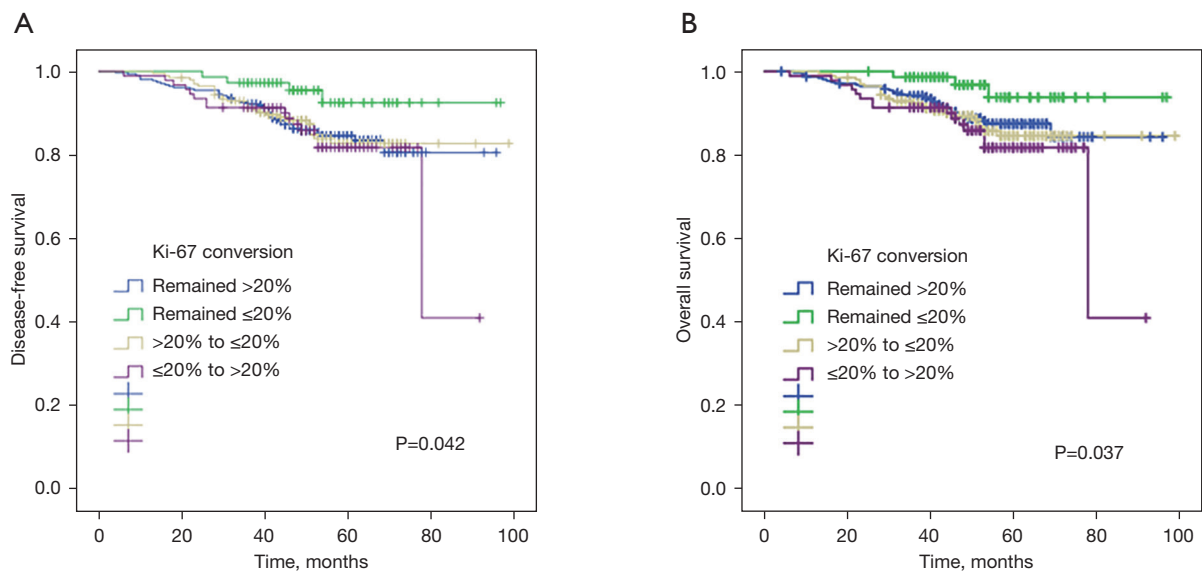 A
1.0
0.8
0.6
0.4
0.2
0.0
Disease-free survival
Ki-67 conversion
Remained >20%
Remained ≤20%
>20% to ≤20%
≤20% to >20%
P=0.042
0 20 40 60 80 100
Time, months
B
1.0
0.8
0.6
0.4
0.2
0.0
Overall survival
Ki-67 conversion
Remained >20%
Remained ≤20%
>20% to ≤20%
≤20% to >20%
P=0.037
0 20 40 60 80 100
Time, months